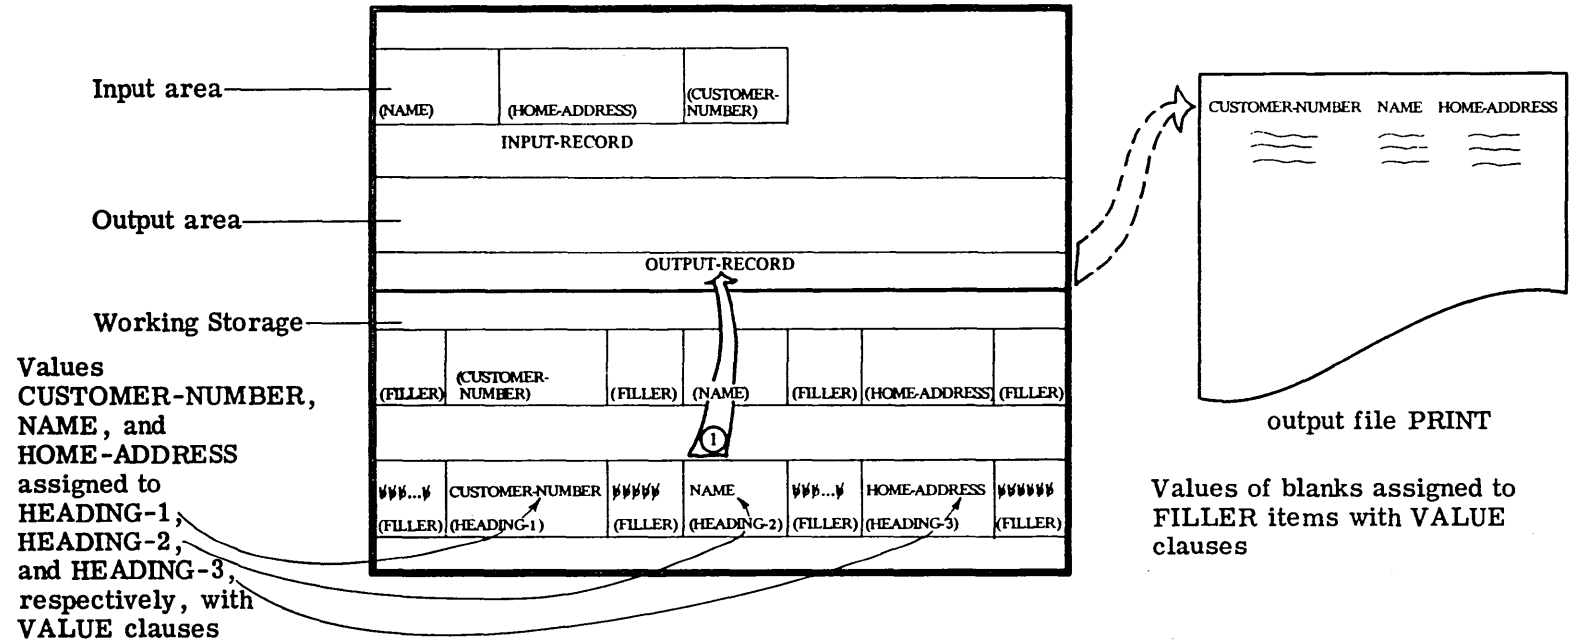 Input area
(NAME)
(HOME-ADDRESS)
(CUSTOMER-
NUMBER)
INPUT-RECORD
Output area
OUTPUT-RECORD
Working Storage
(FILLER)
(CUSTOMER-
NUMBER)
(FILLER)
(NAME)
(FILLER)
(HOME-ADDRESS)
(FILLER)
1
ɃɃɃ...Ƀ
(FILLER)
CUSTOMER-NUMBER
(HEADING-1)
ɃɃɃɃɃ
(FILLER)
NAME
(HEADING-2)
ɃɃɃ...Ƀ
(FILLER)
HOME-ADDRESS
(HEADING-3)
ɃɃɃɃɃɃ
(FILLER)
Values
CUSTOMER-NUMBER,
NAME, and
HOME-ADDRESS
assigned to
HEADING-1,
HEADING-2,
and HEADING-3,
respectively, with
VALUE clauses
CUSTOMER-NUMBER NAME HOME-ADDRESS
output file PRINT
Values of blanks assigned to
FILLER items with VALUE
clauses